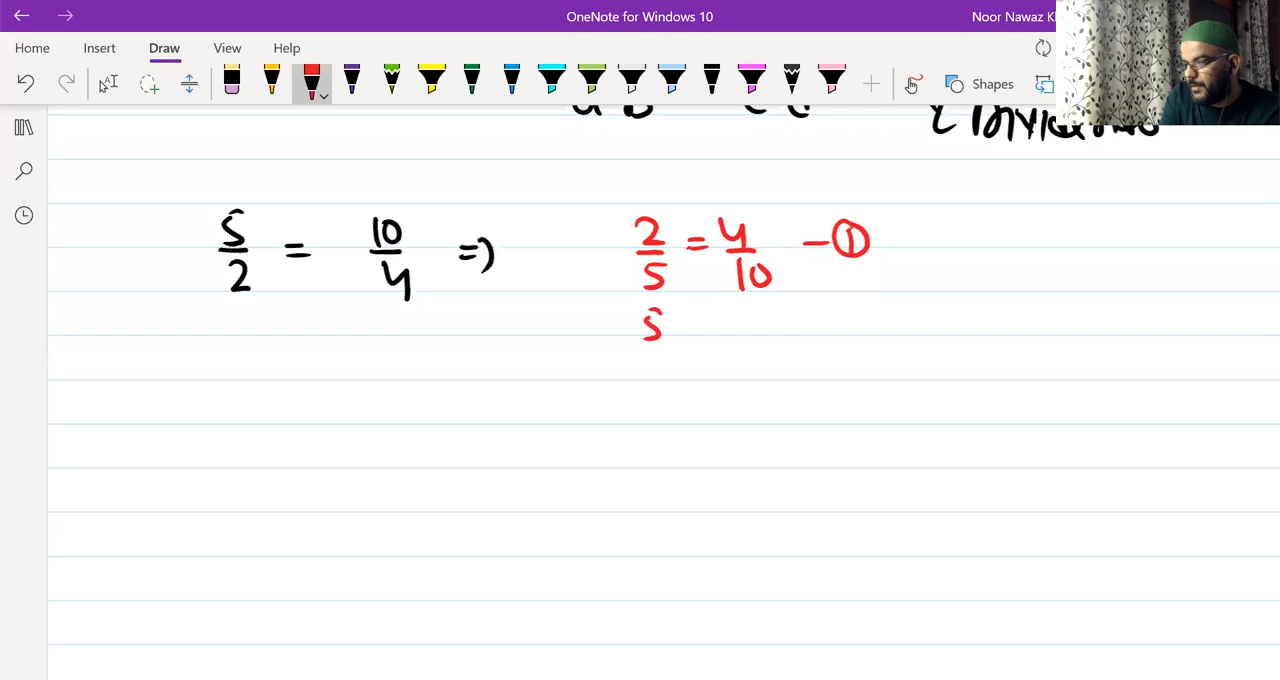 OneNote for Windows 10
Noor Nawaz
Home Insert Draw View Help
Shapes
5/2 = 10/4 => 2/5 = 4/10 - ①
5